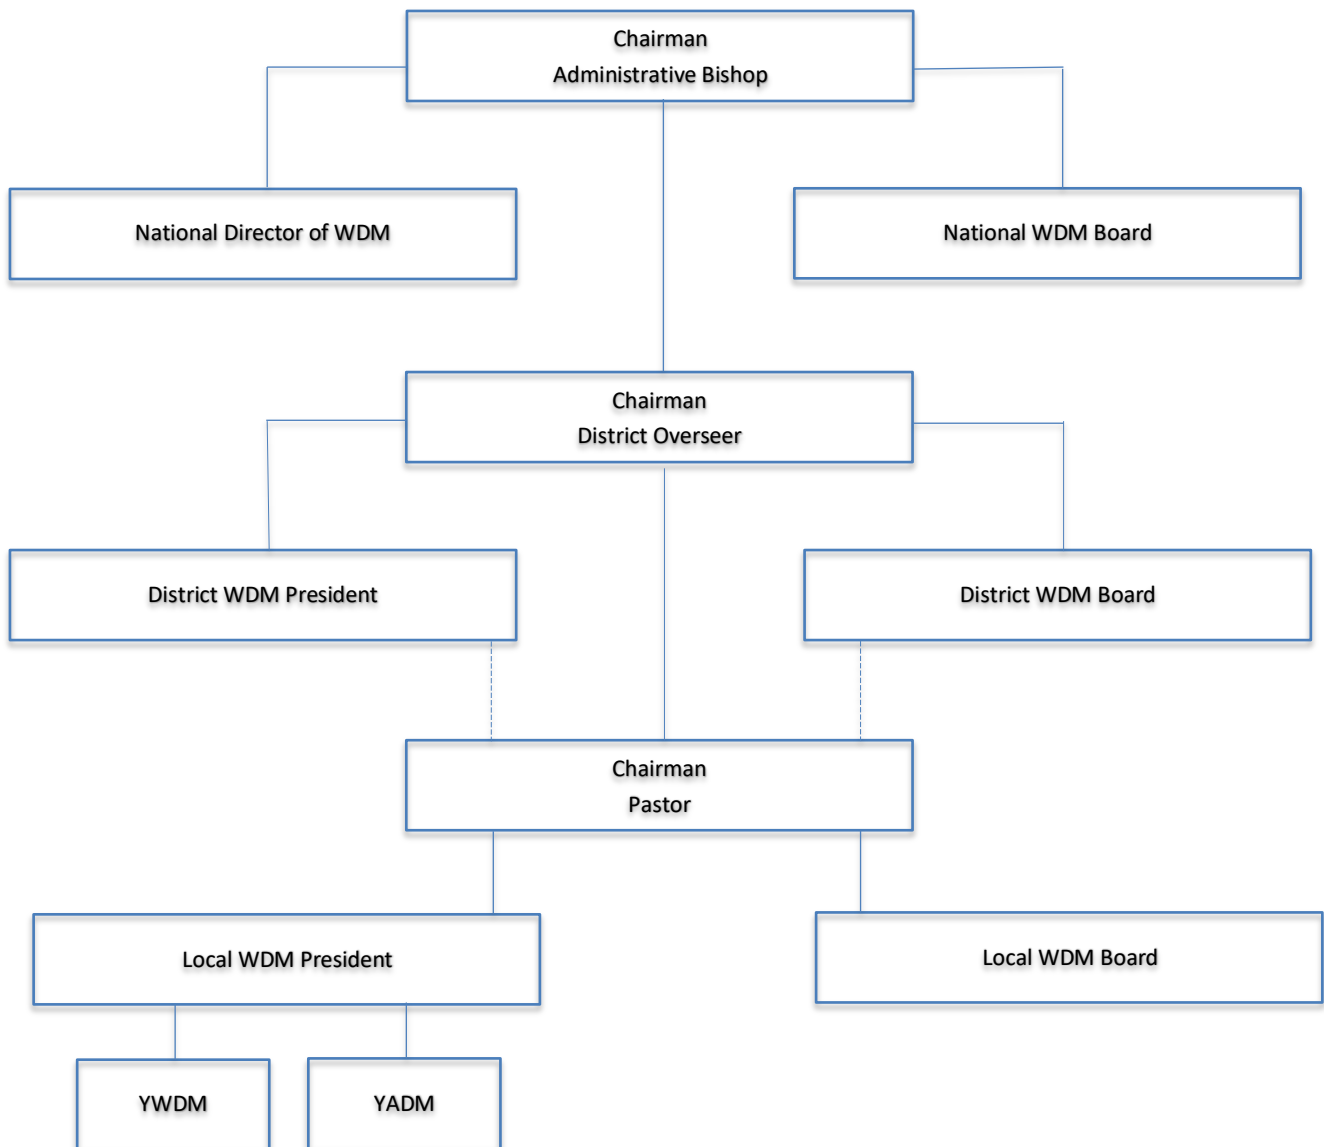 Chairman
Administrative Bishop
National Director of WDM
National WDM Board
Chairman
District Overseer
District WDM President
District WDM Board
Chairman
Pastor
Local WDM President
Local WDM Board
YWDM
YADM